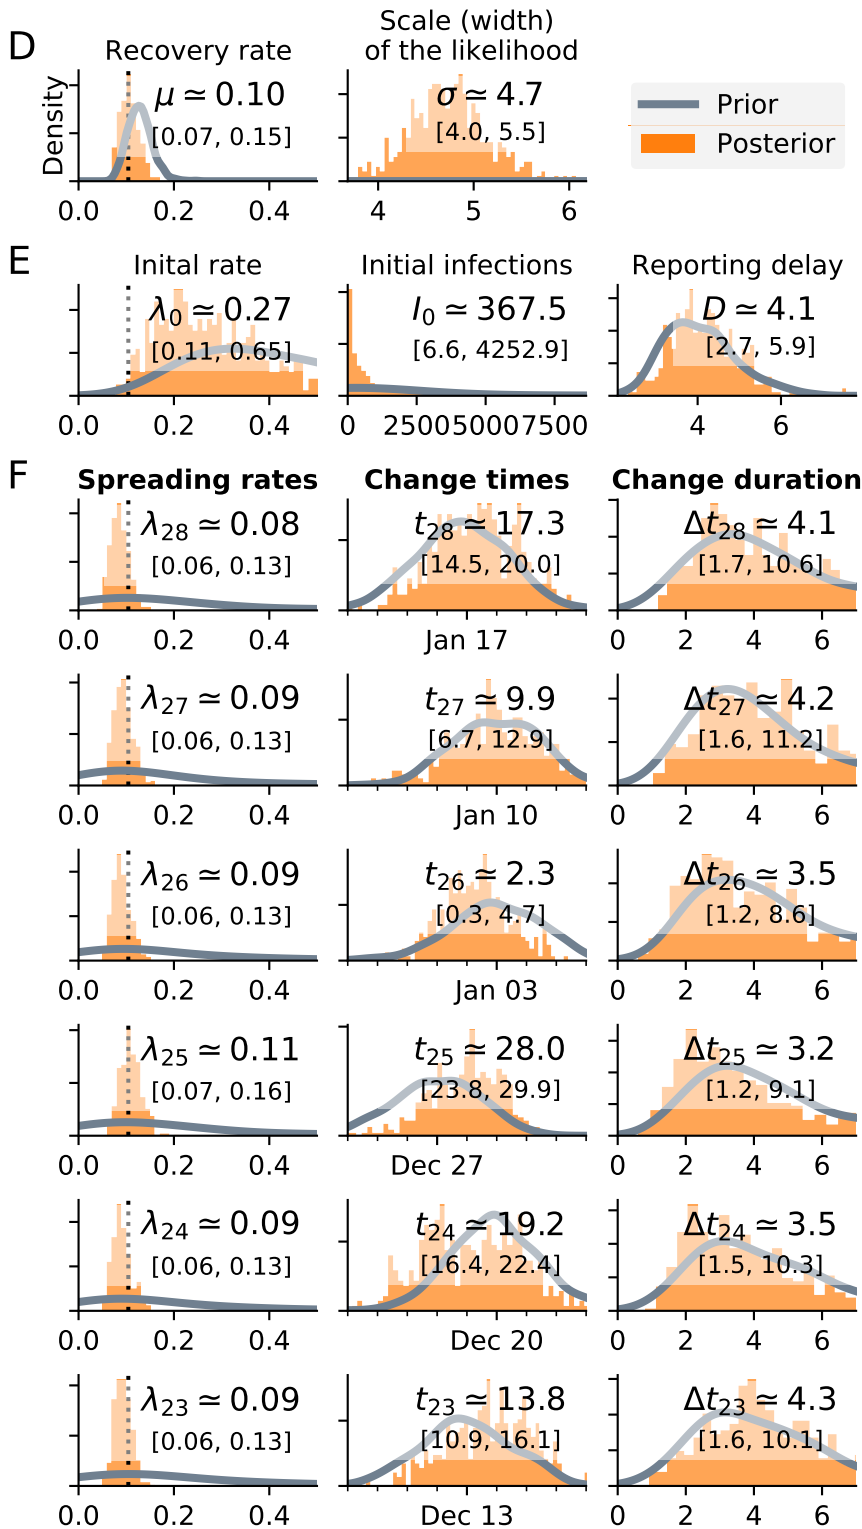 D
Recovery rate
Scale (width)
of the likelihood
Density
μ ≃ 0.10
[0.07, 0.15]
0.0 0.2 0.4
σ ≃ 4.7
[4.0, 5.5]
4 5 6
Prior
Posterior
E
Inital rate
λ0 ≃ 0.27
[0.11, 0.65]
0.0 0.2 0.4
Initial infections
I0 ≃ 367.5
[6.6, 4252.9]
0 2500 5000 7500
Reporting delay
D ≃ 4.1
[2.7, 5.9]
4 6
F
Spreading rates Change times Change duration
λ28 ≃ 0.08
[0.06, 0.13]
0.0 0.2 0.4
t28 ≃ 17.3
[14.5, 20.0]
Jan 17
Δt28 ≃ 4.1
[1.7, 10.6]
0 2 4 6
λ27 ≃ 0.09
[0.06, 0.13]
0.0 0.2 0.4
t27 ≃ 9.9
[6.7, 12.9]
Jan 10
Δt27 ≃ 4.2
[1.6, 11.2]
0 2 4 6
λ26 ≃ 0.09
[0.06, 0.13]
0.0 0.2 0.4
t26 ≃ 2.3
[0.3, 4.7]
Jan 03
Δt26 ≃ 3.5
[1.2, 8.6]
0 2 4 6
λ25 ≃ 0.11
[0.07, 0.16]
0.0 0.2 0.4
t25 ≃ 28.0
[23.8, 29.9]
Dec 27
Δt25 ≃ 3.2
[1.2, 9.1]
0 2 4 6
λ24 ≃ 0.09
[0.06, 0.13]
0.0 0.2 0.4
t24 ≃ 19.2
[16.4, 22.4]
Dec 20
Δt24 ≃ 3.5
[1.5, 10.3]
0 2 4 6
λ23 ≃ 0.09
[0.06, 0.13]
0.0 0.2 0.4
t23 ≃ 13.8
[10.9, 16.1]
Dec 13
Δt23 ≃ 4.3
[1.6, 10.1]
0 2 4 6